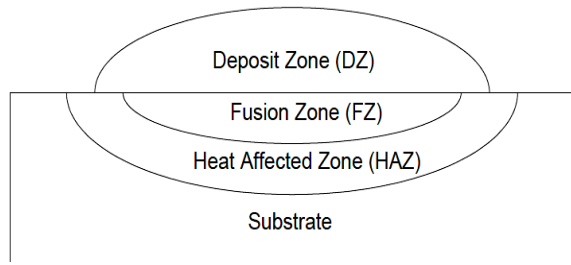 Deposit Zone (DZ)
Fusion Zone (FZ)
Heat Affected Zone (HAZ)
Substrate